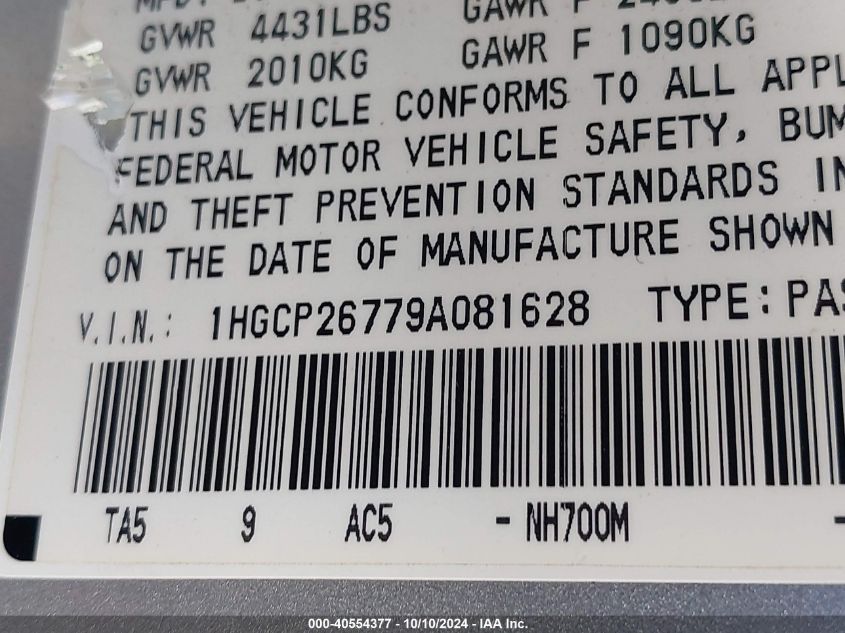 GVWR 4431LBS GAWR F
GVWR 2010KG GAWR F 1090KG
THIS VEHICLE CONFORMS TO ALL APPL
FEDERAL MOTOR VEHICLE SAFETY, BUM
AND THEFT PREVENTION STANDARDS IN
ON THE DATE OF MANUFACTURE SHOWN
V.I.N.: 1HGCP26779A081628 TYPE: PAS
TA5 9 AC5 - NH700M -
000-40554377 - 10/10/2024 - IAA Inc.